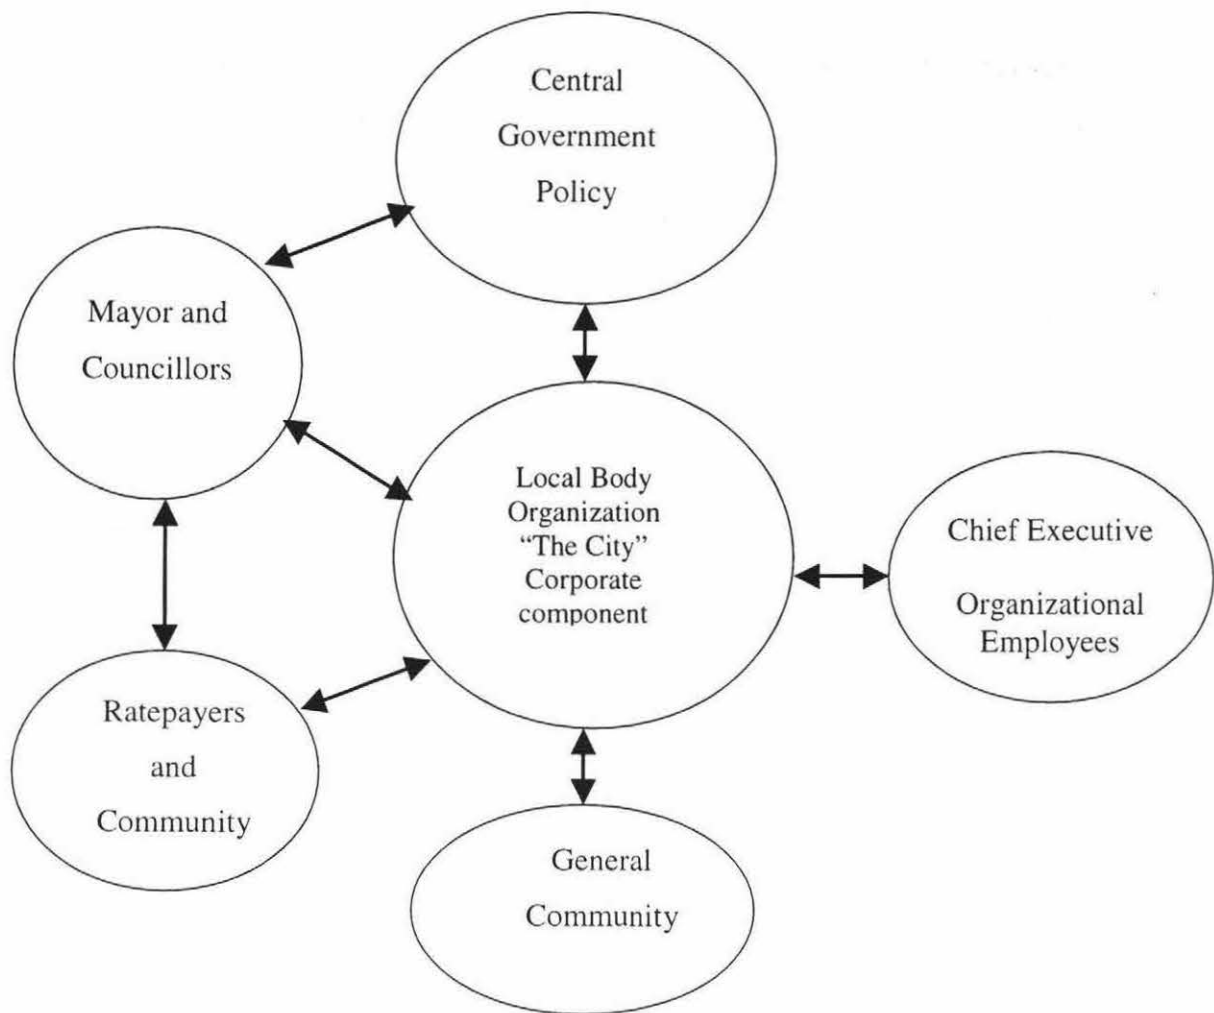 Central
Government
Policy
Mayor and
Councillors
Local Body
Organization
“The City”
Corporate
component
Chief Executive
Organizational
Employees
Ratepayers
and
Community
General
Community